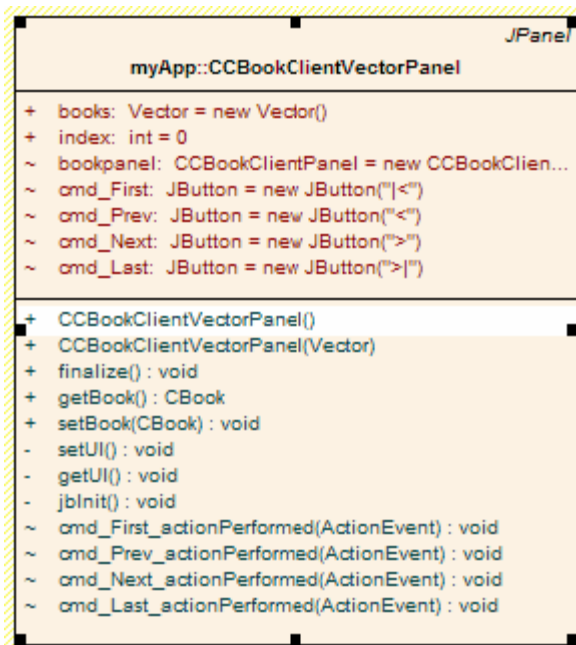 JPanel
myApp::CCBookClientVectorPanel
+ books: Vector = new Vector()
+ index: int = 0
~ bookpanel: CCBookClientPanel = new CCBookClien...
~ cmd_First: JButton = new JButton("|<")
~ cmd_Prev: JButton = new JButton("<")
~ cmd_Next: JButton = new JButton(">")
~ cmd_Last: JButton = new JButton(">|")
+ CCBookClientVectorPanel()
+ CCBookClientVectorPanel(Vector)
+ finalize() : void
+ getBook() : CBook
+ setBook(CBook) : void
- setUI() : void
- getUI() : void
- jbInit() : void
~ cmd_First_actionPerformed(ActionEvent) : void
~ cmd_Prev_actionPerformed(ActionEvent) : void
~ cmd_Next_actionPerformed(ActionEvent) : void
~ cmd_Last_actionPerformed(ActionEvent) : void